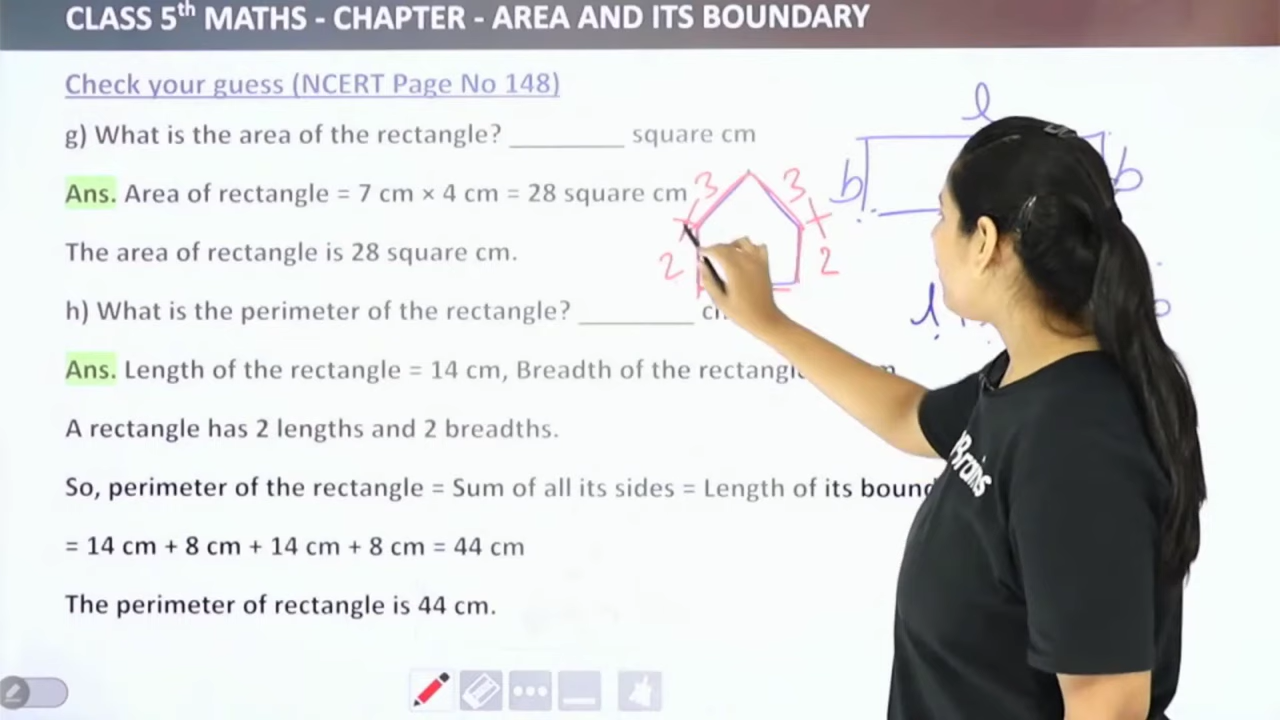 CLASS 5th MATHS - CHAPTER - AREA AND ITS BOUNDARY
Check your guess (NCERT Page No 148)
g) What is the area of the rectangle? ________ square cm
Ans. Area of rectangle = 7 cm × 4 cm = 28 square cm
The area of rectangle is 28 square cm.
h) What is the perimeter of the rectangle? ________
Ans. Length of the rectangle = 14 cm, Breadth of the
A rectangle has 2 lengths and 2 breadths.
So, perimeter of the rectangle = Sum of all its sides = Length of its
= 14 cm + 8 cm + 14 cm + 8 cm = 44 cm
The perimeter of rectangle is 44 cm.
l
b b
3 3
2 2
l